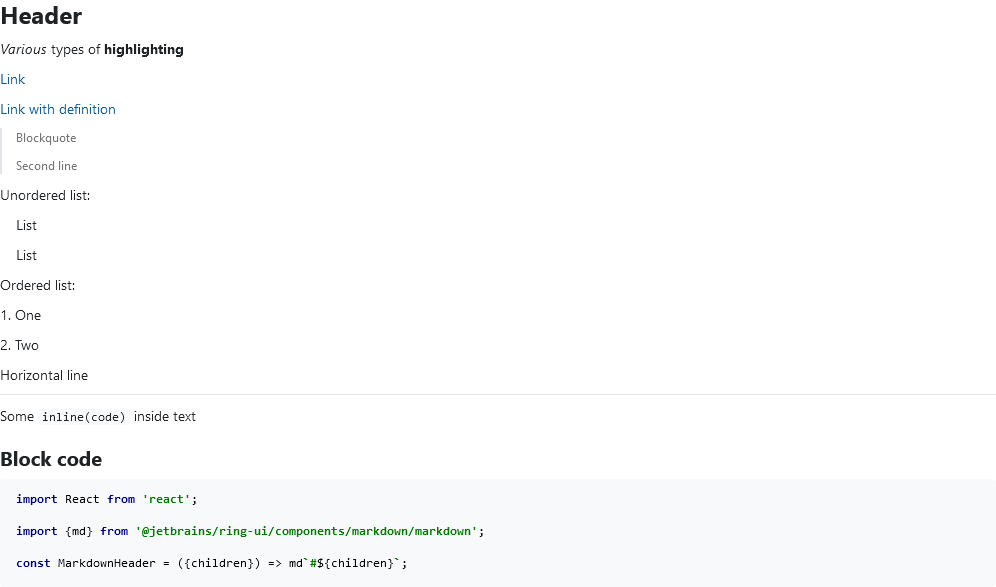 Header
Various types of highlighting
Link
Link with definition
Blockquote
Second line
Unordered list:
List
List
Ordered list:
1. One
2. Two
Horizontal line
Some inline(code) inside text
Block code
import React from 'react';
import {md} from '@jetbrains/ring-ui/components/markdown/markdown';
const MarkdownHeader = ({children}) => md`#${children}`;